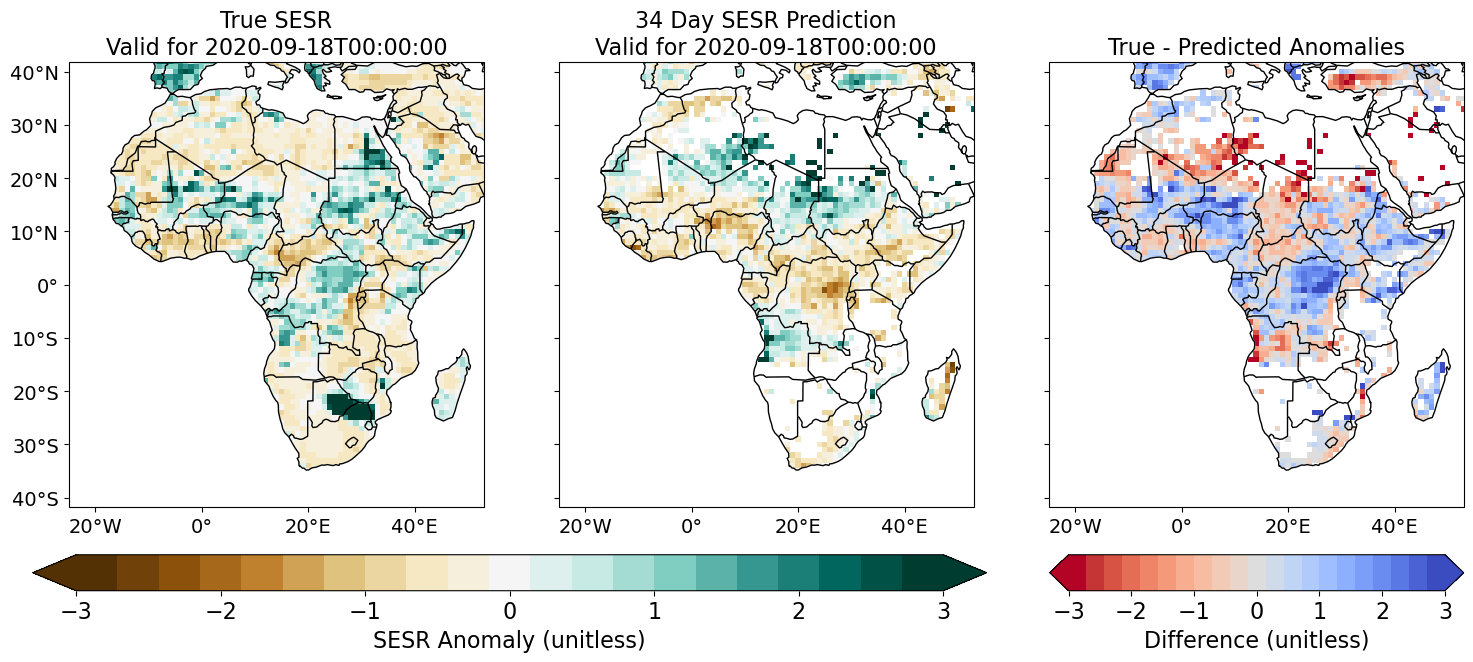 True SESR
Valid for 2020-09-18T00:00:00
34 Day SESR Prediction
Valid for 2020-09-18T00:00:00
True - Predicted Anomalies
40°N
30°N
20°N
10°N
0°
10°S
20°S
30°S
40°S
20°W 0° 20°E 40°E
20°W 0° 20°E 40°E
20°W 0° 20°E 40°E
−3 −2 −1 0 1 2 3
SESR Anomaly (unitless)
−3 −2 −1 0 1 2 3
Difference (unitless)